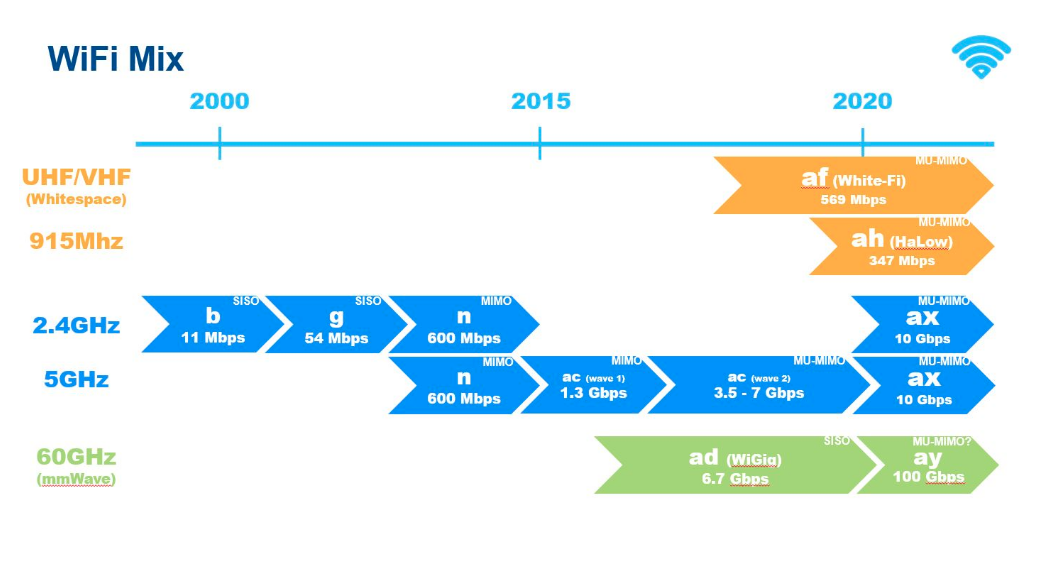 WiFi Mix
2000
2015
2020
UHF/VHF
(Whitespace)
MU-MIMO
af (White-Fi)
569 Mbps
915Mhz
MU-MIMO
ah (HaLow)
347 Mbps
2.4GHz
SISO
b
11 Mbps
SISO
g
54 Mbps
MIMO
n
600 Mbps
MU-MIMO
ax
10 Gbps
5GHz
MIMO
n
600 Mbps
MIMO
ac (wave 1)
1.3 Gbps
MU-MIMO
ac (wave 2)
3.5 - 7 Gbps
MU-MIMO
ax
10 Gbps
60GHz
(mmWave)
SISO
ad (WiGig)
6.7 Gbps
MU-MIMO?
ay
100 Gbps